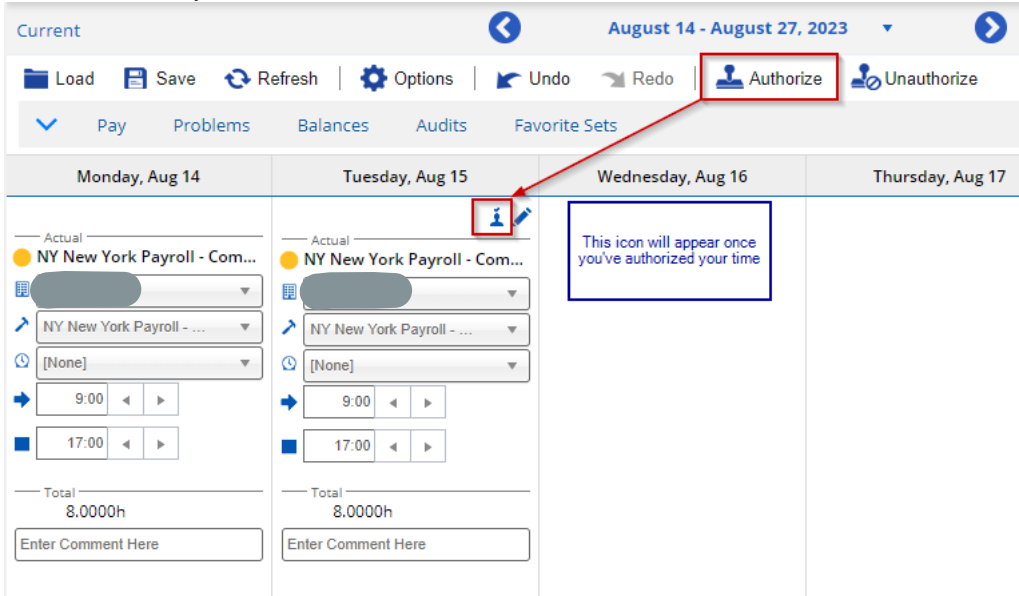 Current August 14 - August 27, 2023
Load Save Refresh Options Undo Redo Authorize Unauthorize
Pay Problems Balances Audits Favorite Sets
Monday, Aug 14 Tuesday, Aug 15 Wednesday, Aug 16 Thursday, Aug 17
Actual
NY New York Payroll - Com...
NY New York Payroll - ...
[None]
9:00
17:00
Total
8.0000h
Enter Comment Here
Actual
NY New York Payroll - Com...
NY New York Payroll - ...
[None]
9:00
17:00
Total
8.0000h
Enter Comment Here
This icon will appear once
you've authorized your time